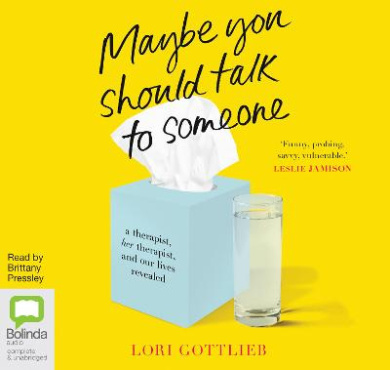 Maybe you
should talk
to someone
'Funny, probing,
savvy, vulnerable.'
LESLIE JAMISON
a therapist,
her therapist,
and our lives
revealed
Read by
Brittany
Pressley
Bolinda
audio
complete
& unabridged
LORI GOTTLIEB